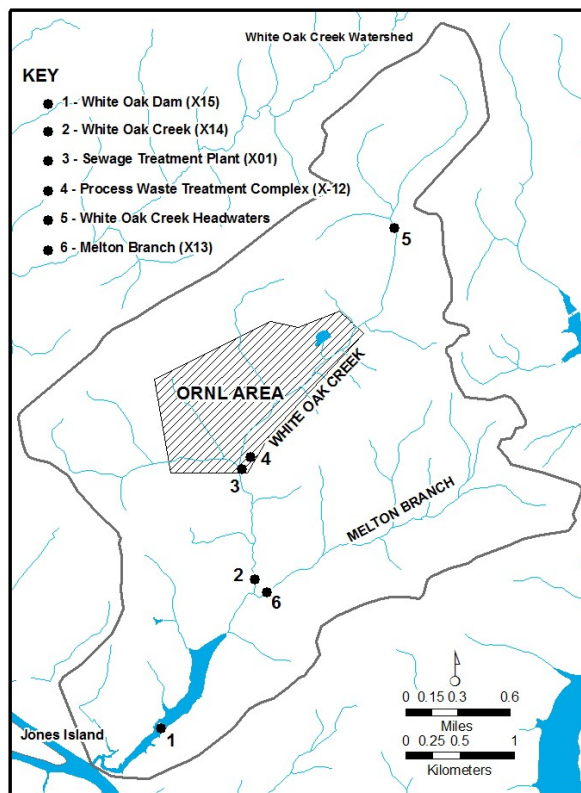 White Oak Creek Watershed
KEY
1 - White Oak Dam (X15)
2 - White Oak Creek (X14)
3 - Sewage Treatment Plant (X01)
4 - Process Waste Treatment Complex (X-12)
5 - White Oak Creek Headwaters
6 - Melton Branch (X13)
5
ORNL AREA
WHITE OAK CREEK
4
3
MELTON BRANCH
2
6
1
Jones Island
0 0.15 0.3 0.6
Miles
0 0.25 0.5 1
Kilometers